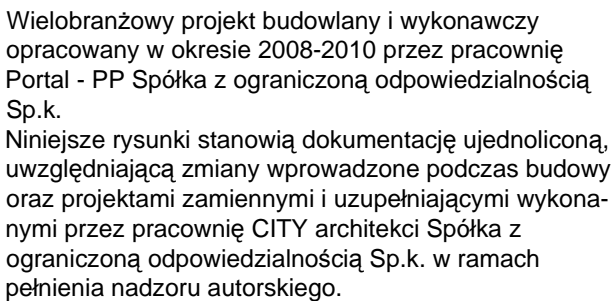 Wielobranżowy projekt budowlany i wykonawczy
opracowany w okresie 2008-2010 przez pracownię
Portal - PP Spółka z ograniczoną odpowiedzialnością
Sp.k.
Niniejsze rysunki stanowią dokumentację ujednoliconą,
uwzględniającą zmiany wprowadzone podczas budowy
oraz projektami zamiennymi i uzupełniającymi wykona-
nymi przez pracownię CITY architekci Spółka z
ograniczoną odpowiedzialnością Sp.k. w ramach
pełnienia nadzoru autorskiego.